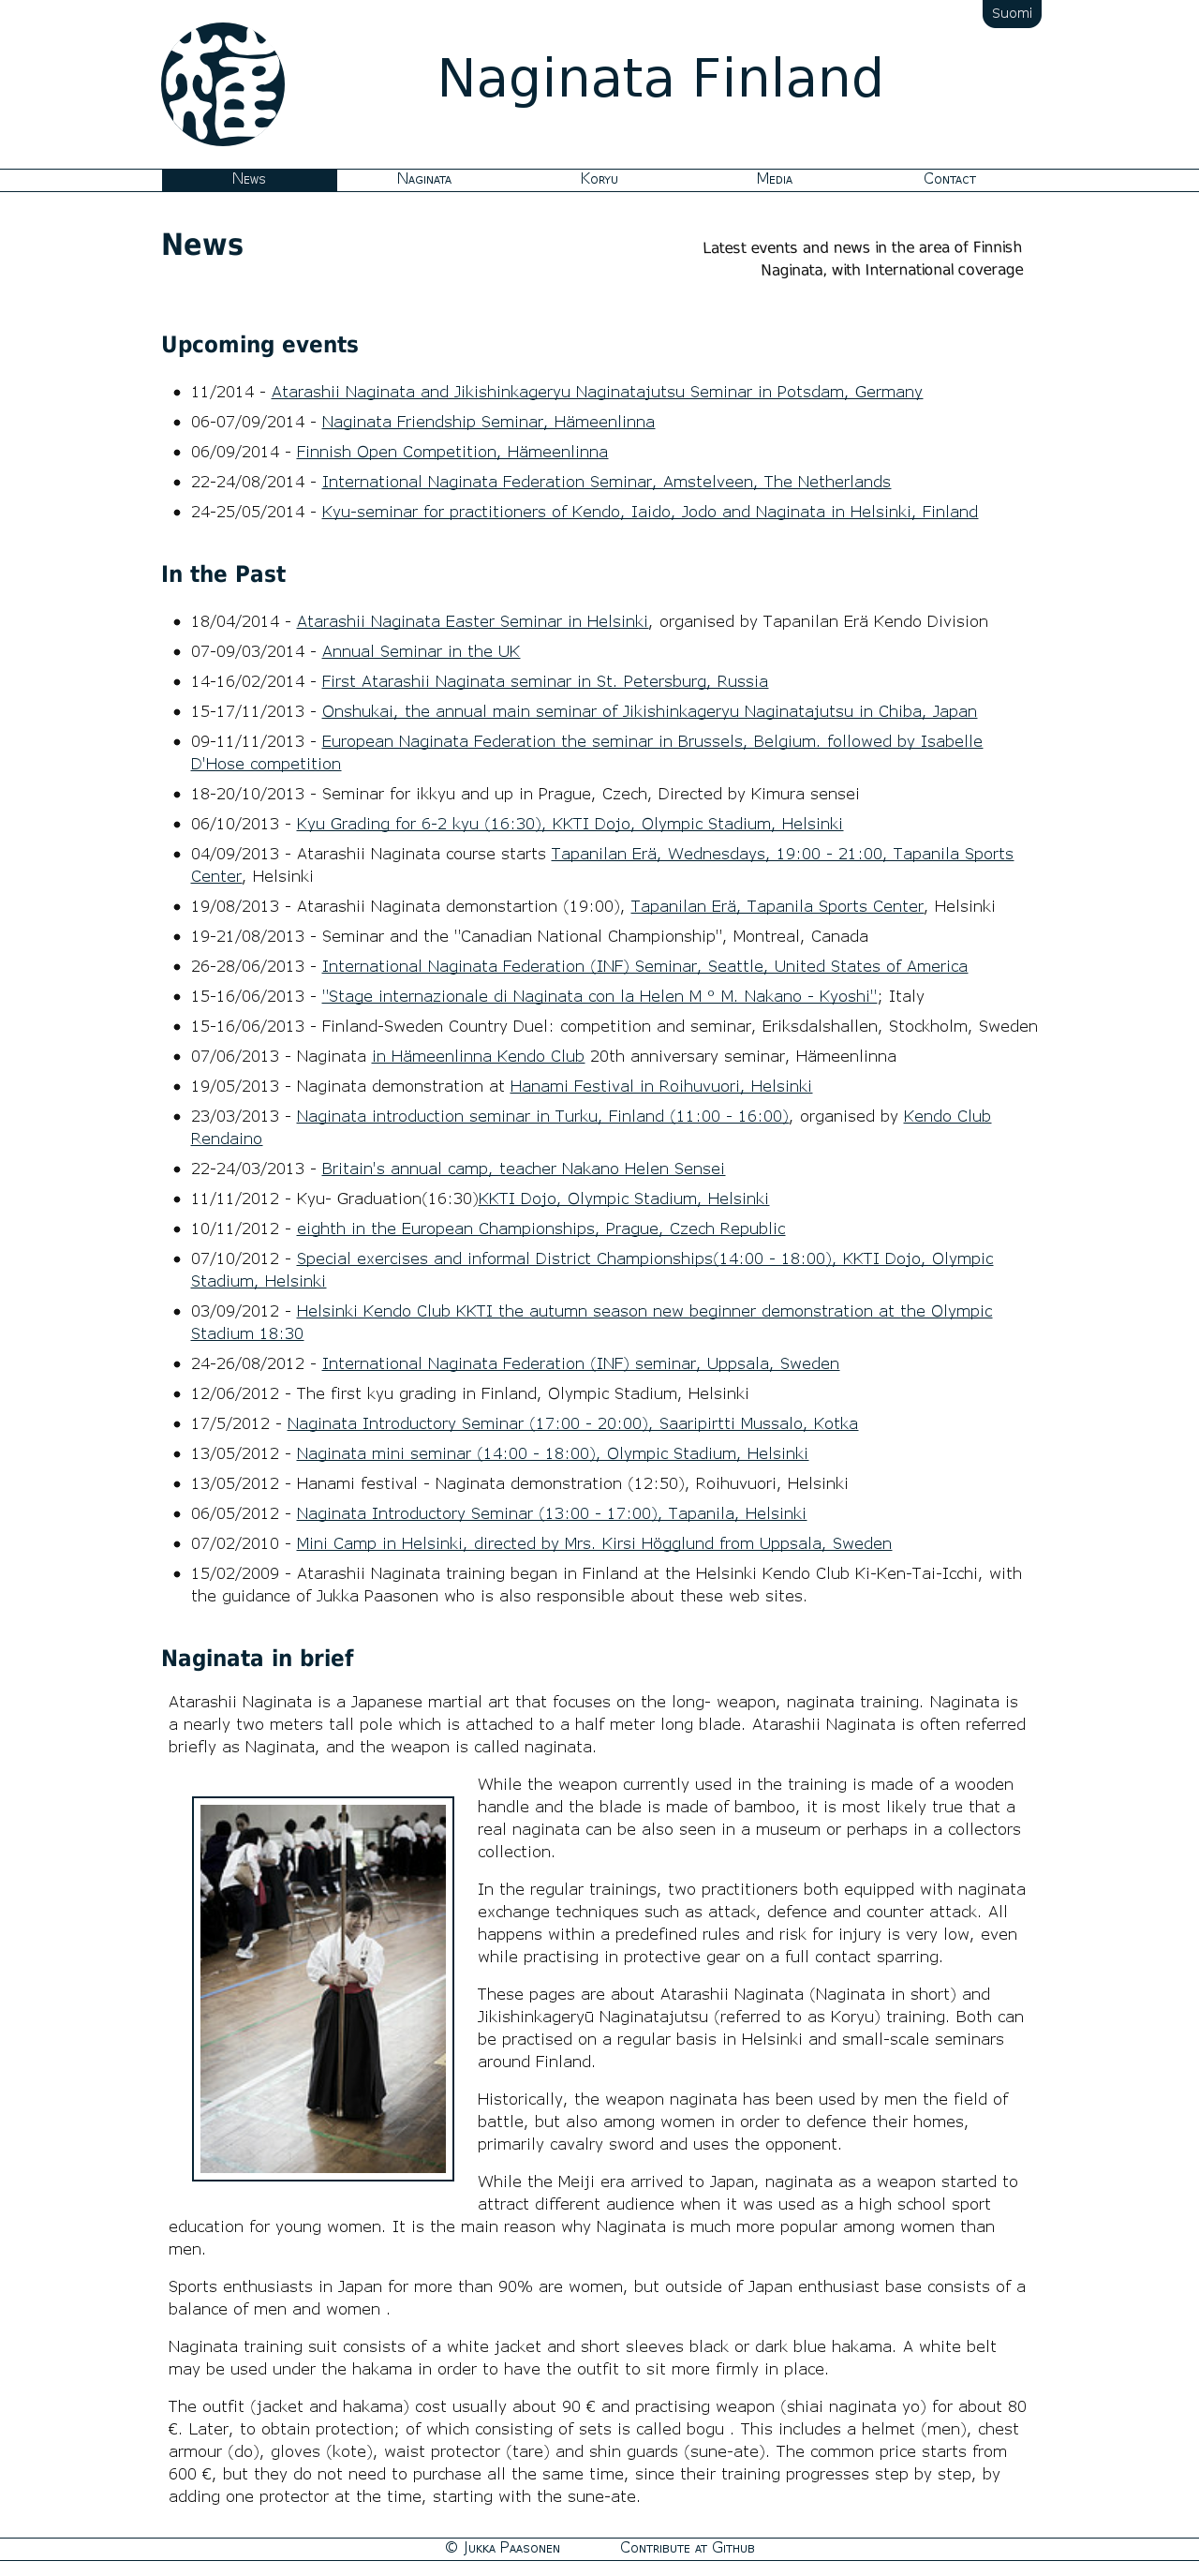 Suomi
Naginata Finland
News Naginata Koryu Media Contact
News
Latest events and news in the area of Finnish
Naginata, with International coverage
Upcoming events
11/2014 - Atarashii Naginata and Jikishinkageryu Naginatajutsu Seminar in Potsdam, Germany
06-07/09/2014 - Naginata Friendship Seminar, Hämeenlinna
06/09/2014 - Finnish Open Competition, Hämeenlinna
22-24/08/2014 - International Naginata Federation Seminar, Amstelveen, The Netherlands
24-25/05/2014 - Kyu-seminar for practitioners of Kendo, Iaido, Jodo and Naginata in Helsinki, Finland
In the Past
18/04/2014 - Atarashii Naginata Easter Seminar in Helsinki, organised by Tapanilan Erä Kendo Division
07-09/03/2014 - Annual Seminar in the UK
14-16/02/2014 - First Atarashii Naginata seminar in St. Petersburg, Russia
15-17/11/2013 - Onshukai, the annual main seminar of Jikishinkageryu Naginatajutsu in Chiba, Japan
09-11/11/2013 - European Naginata Federation the seminar in Brussels, Belgium. followed by Isabelle
D'Hose competition
18-20/10/2013 - Seminar for ikkyu and up in Prague, Czech, Directed by Kimura sensei
06/10/2013 - Kyu Grading for 6-2 kyu (16:30), KKTI Dojo, Olympic Stadium, Helsinki
04/09/2013 - Atarashii Naginata course starts Tapanilan Erä, Wednesdays, 19:00 - 21:00, Tapanila Sports
Center, Helsinki
19/08/2013 - Atarashii Naginata demonstartion (19:00), Tapanilan Erä, Tapanila Sports Center, Helsinki
19-21/08/2013 - Seminar and the "Canadian National Championship", Montreal, Canada
26-28/06/2013 - International Naginata Federation (INF) Seminar, Seattle, United States of America
15-16/06/2013 - "Stage internazionale di Naginata con la Helen M ° M. Nakano - Kyoshi"; Italy
15-16/06/2013 - Finland-Sweden Country Duel: competition and seminar, Eriksdalshallen, Stockholm, Sweden
07/06/2013 - Naginata in Hämeenlinna Kendo Club 20th anniversary seminar, Hämeenlinna
19/05/2013 - Naginata demonstration at Hanami Festival in Roihuvuori, Helsinki
23/03/2013 - Naginata introduction seminar in Turku, Finland (11:00 - 16:00), organised by Kendo Club
Rendaino
22-24/03/2013 - Britain's annual camp, teacher Nakano Helen Sensei
11/11/2012 - Kyu- Graduation(16:30)KKTI Dojo, Olympic Stadium, Helsinki
10/11/2012 - eighth in the European Championships, Prague, Czech Republic
07/10/2012 - Special exercises and informal District Championships(14:00 - 18:00), KKTI Dojo, Olympic
Stadium, Helsinki
03/09/2012 - Helsinki Kendo Club KKTI the autumn season new beginner demonstration at the Olympic
Stadium 18:30
24-26/08/2012 - International Naginata Federation (INF) seminar, Uppsala, Sweden
12/06/2012 - The first kyu grading in Finland, Olympic Stadium, Helsinki
17/5/2012 - Naginata Introductory Seminar (17:00 - 20:00), Saaripirtti Mussalo, Kotka
13/05/2012 - Naginata mini seminar (14:00 - 18:00), Olympic Stadium, Helsinki
13/05/2012 - Hanami festival - Naginata demonstration (12:50), Roihuvuori, Helsinki
06/05/2012 - Naginata Introductory Seminar (13:00 - 17:00), Tapanila, Helsinki
07/02/2010 - Mini Camp in Helsinki, directed by Mrs. Kirsi Högglund from Uppsala, Sweden
15/02/2009 - Atarashii Naginata training began in Finland at the Helsinki Kendo Club Ki-Ken-Tai-Icchi, with
the guidance of Jukka Paasonen who is also responsible about these web sites.
Naginata in brief
Atarashii Naginata is a Japanese martial art that focuses on the long- weapon, naginata training. Naginata is
a nearly two meters tall pole which is attached to a half meter long blade. Atarashii Naginata is often referred
briefly as Naginata, and the weapon is called naginata.
While the weapon currently used in the training is made of a wooden
handle and the blade is made of bamboo, it is most likely true that a
real naginata can be also seen in a museum or perhaps in a collectors
collection.
In the regular trainings, two practitioners both equipped with naginata
exchange techniques such as attack, defence and counter attack. All
happens within a predefined rules and risk for injury is very low, even
while practising in protective gear on a full contact sparring.
These pages are about Atarashii Naginata (Naginata in short) and
Jikishinkageryū Naginatajutsu (referred to as Koryu) training. Both can
be practised on a regular basis in Helsinki and small-scale seminars
around Finland.
Historically, the weapon naginata has been used by men the field of
battle, but also among women in order to defence their homes,
primarily cavalry sword and uses the opponent.
While the Meiji era arrived to Japan, naginata as a weapon started to
attract different audience when it was used as a high school sport
education for young women. It is the main reason why Naginata is much more popular among women than
men.
Sports enthusiasts in Japan for more than 90% are women, but outside of Japan enthusiast base consists of a
balance of men and women .
Naginata training suit consists of a white jacket and short sleeves black or dark blue hakama. A white belt
may be used under the hakama in order to have the outfit to sit more firmly in place.
The outfit (jacket and hakama) cost usually about 90 € and practising weapon (shiai naginata yo) for about 80
€. Later, to obtain protection; of which consisting of sets is called bogu . This includes a helmet (men), chest
armour (do), gloves (kote), waist protector (tare) and shin guards (sune-ate). The common price starts from
600 €, but they do not need to purchase all the same time, since their training progresses step by step, by
adding one protector at the time, starting with the sune-ate.
© Jukka Paasonen Contribute at Github